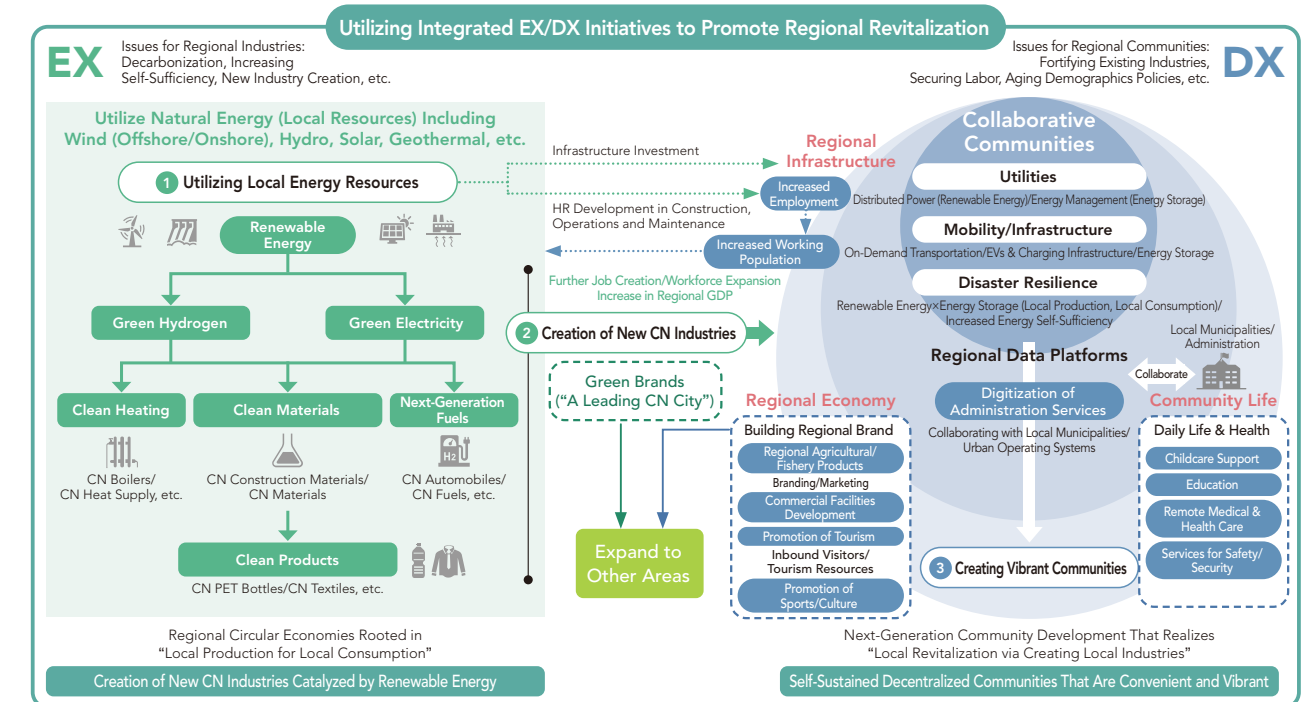 Utilizing Integrated EX/DX Initiatives to Promote Regional Revitalization
EX
Issues for Regional Industries:
Decarbonization, Increasing
Self-Sufficiency, New Industry Creation, etc.
Issues for Regional Communities:
Fortifying Existing Industries,
Securing Labor, Aging Demographics Policies, etc.
DX
Utilize Natural Energy (Local Resources) Including
Wind (Offshore/Onshore), Hydro, Solar, Geothermal, etc.
1 Utilizing Local Energy Resources
Renewable
Energy
Green Hydrogen
Green Electricity
Clean Heating
Clean Materials
Next-Generation
Fuels
H2
CN Boilers/
CN Heat Supply, etc.
CN Construction Materials/
CN Materials
CN Automobiles/
CN Fuels, etc.
Clean Products
CN PET Bottles/CN Textiles, etc.
Regional Circular Economies Rooted in
“Local Production for Local Consumption”
Creation of New CN Industries Catalyzed by Renewable Energy
Infrastructure Investment
HR Development in Construction,
Operations and Maintenance
Regional
Infrastructure
Increased
Employment
Increased Working
Population
Further Job Creation/Workforce Expansion
Increase in Regional GDP
2 Creation of New CN Industries
Green Brands
(“A Leading CN City”)
Expand to
Other Areas
Regional Economy
Building Regional Brand
Regional Agricultural/
Fishery Products
Branding/Marketing
Commercial Facilities
Development
Promotion of Tourism
Inbound Visitors/
Tourism Resources
Promotion of
Sports/Culture
Collaborative
Communities
Utilities
Distributed Power (Renewable Energy)/Energy Management (Energy Storage)
Mobility/Infrastructure
On-Demand Transportation/EVs & Charging Infrastructure/Energy Storage
Disaster Resilience
Renewable Energy×Energy Storage (Local Production, Local Consumption)/
Increased Energy Self-Sufficiency
Regional Data Platforms
Digitization of
Administration Services
Collaborating with Local Municipalities/
Urban Operating Systems
3 Creating Vibrant Communities
Local Municipalities/
Administration
Collaborate
Community Life
Daily Life & Health
Childcare Support
Education
Remote Medical &
Health Care
Services for Safety/
Security
Next-Generation Community Development That Realizes
“Local Revitalization via Creating Local Industries”
Self-Sustained Decentralized Communities That Are Convenient and Vibrant